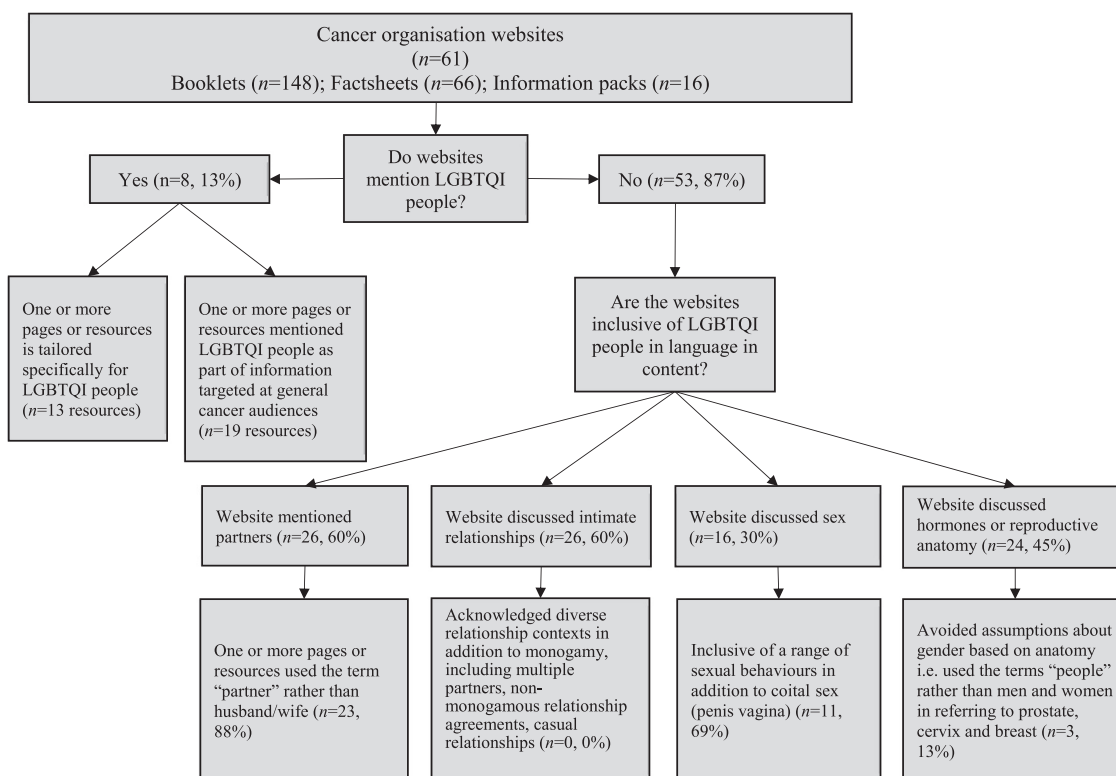 Cancer organisation websites
(n=61)
Booklets (n=148); Factsheets (n=66); Information packs (n=16)
Do websites
mention LGBTQI
people?
Yes (n=8, 13%)
No (n=53, 87%)
One or more
pages or resources
is tailored
specifically for
LGBTQI people
(n=13 resources)
One or more pages or
resources mentioned
LGBTQI people as
part of information
targeted at general
cancer audiences
(n=19 resources)
Are the websites
inclusive of LGBTQI
people in language in
content?
Website mentioned
partners (n=26, 60%)
Website discussed intimate
relationships (n=26, 60%)
Website discussed sex
(n=16, 30%)
Website discussed
hormones or reproductive
anatomy (n=24, 45%)
One or more pages or
resources used the term
“partner” rather than
husband/wife (n=23,
88%)
Acknowledged diverse
relationship contexts in
addition to monogamy,
including multiple
partners, non-
monogamous relationship
agreements, casual
relationships (n=0, 0%)
Inclusive of a range of
sexual behaviours in
addition to coital sex
(penis vagina) (n=11,
69%)
Avoided assumptions about
gender based on anatomy
i.e. used the terms “people”
rather than men and women
in referring to prostate,
cervix and breast (n=3,
13%)